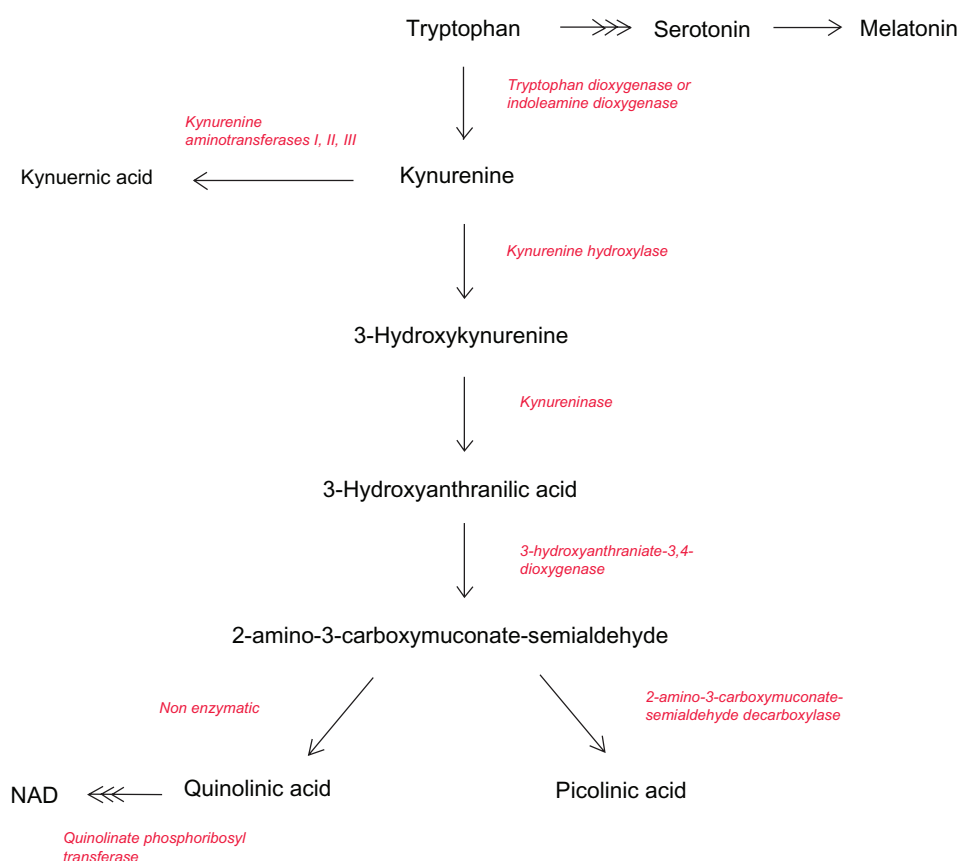 Tryptophan
Serotonin
Melatonin
Tryptophan dioxygenase or
indoleamine dioxygenase
Kynurenine
aminotransferases I, II, III
Kynuernic acid
Kynurenine
Kynurenine hydroxylase
3-Hydroxykynurenine
Kynureninase
3-Hydroxyanthranilic acid
3-hydroxyanthraniate-3,4-
dioxygenase
2-amino-3-carboxymuconate-semialdehyde
Non enzymatic
2-amino-3-carboxymuconate-
semialdehyde decarboxylase
NAD
Quinolinic acid
Picolinic acid
Quinolinate phosphoribosyl
transferase